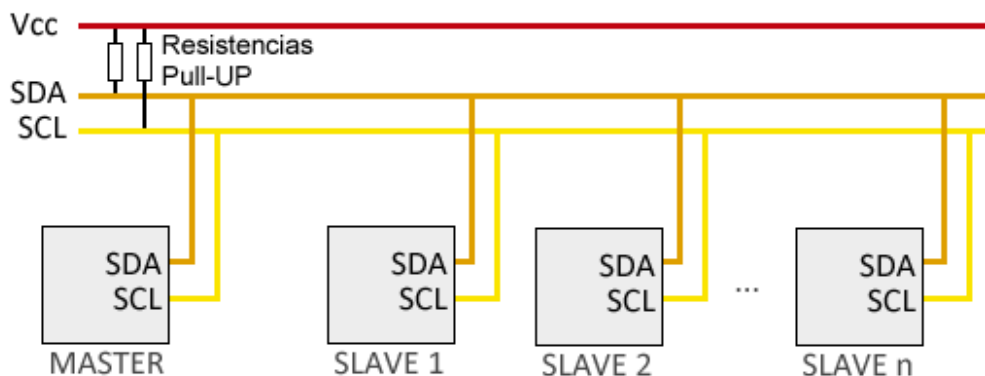 Vcc
Resistencias
Pull-UP
SDA
SCL
SDA
SCL
MASTER
SDA
SCL
SLAVE 1
SDA
SCL
SLAVE 2
...
SDA
SCL
SLAVE n